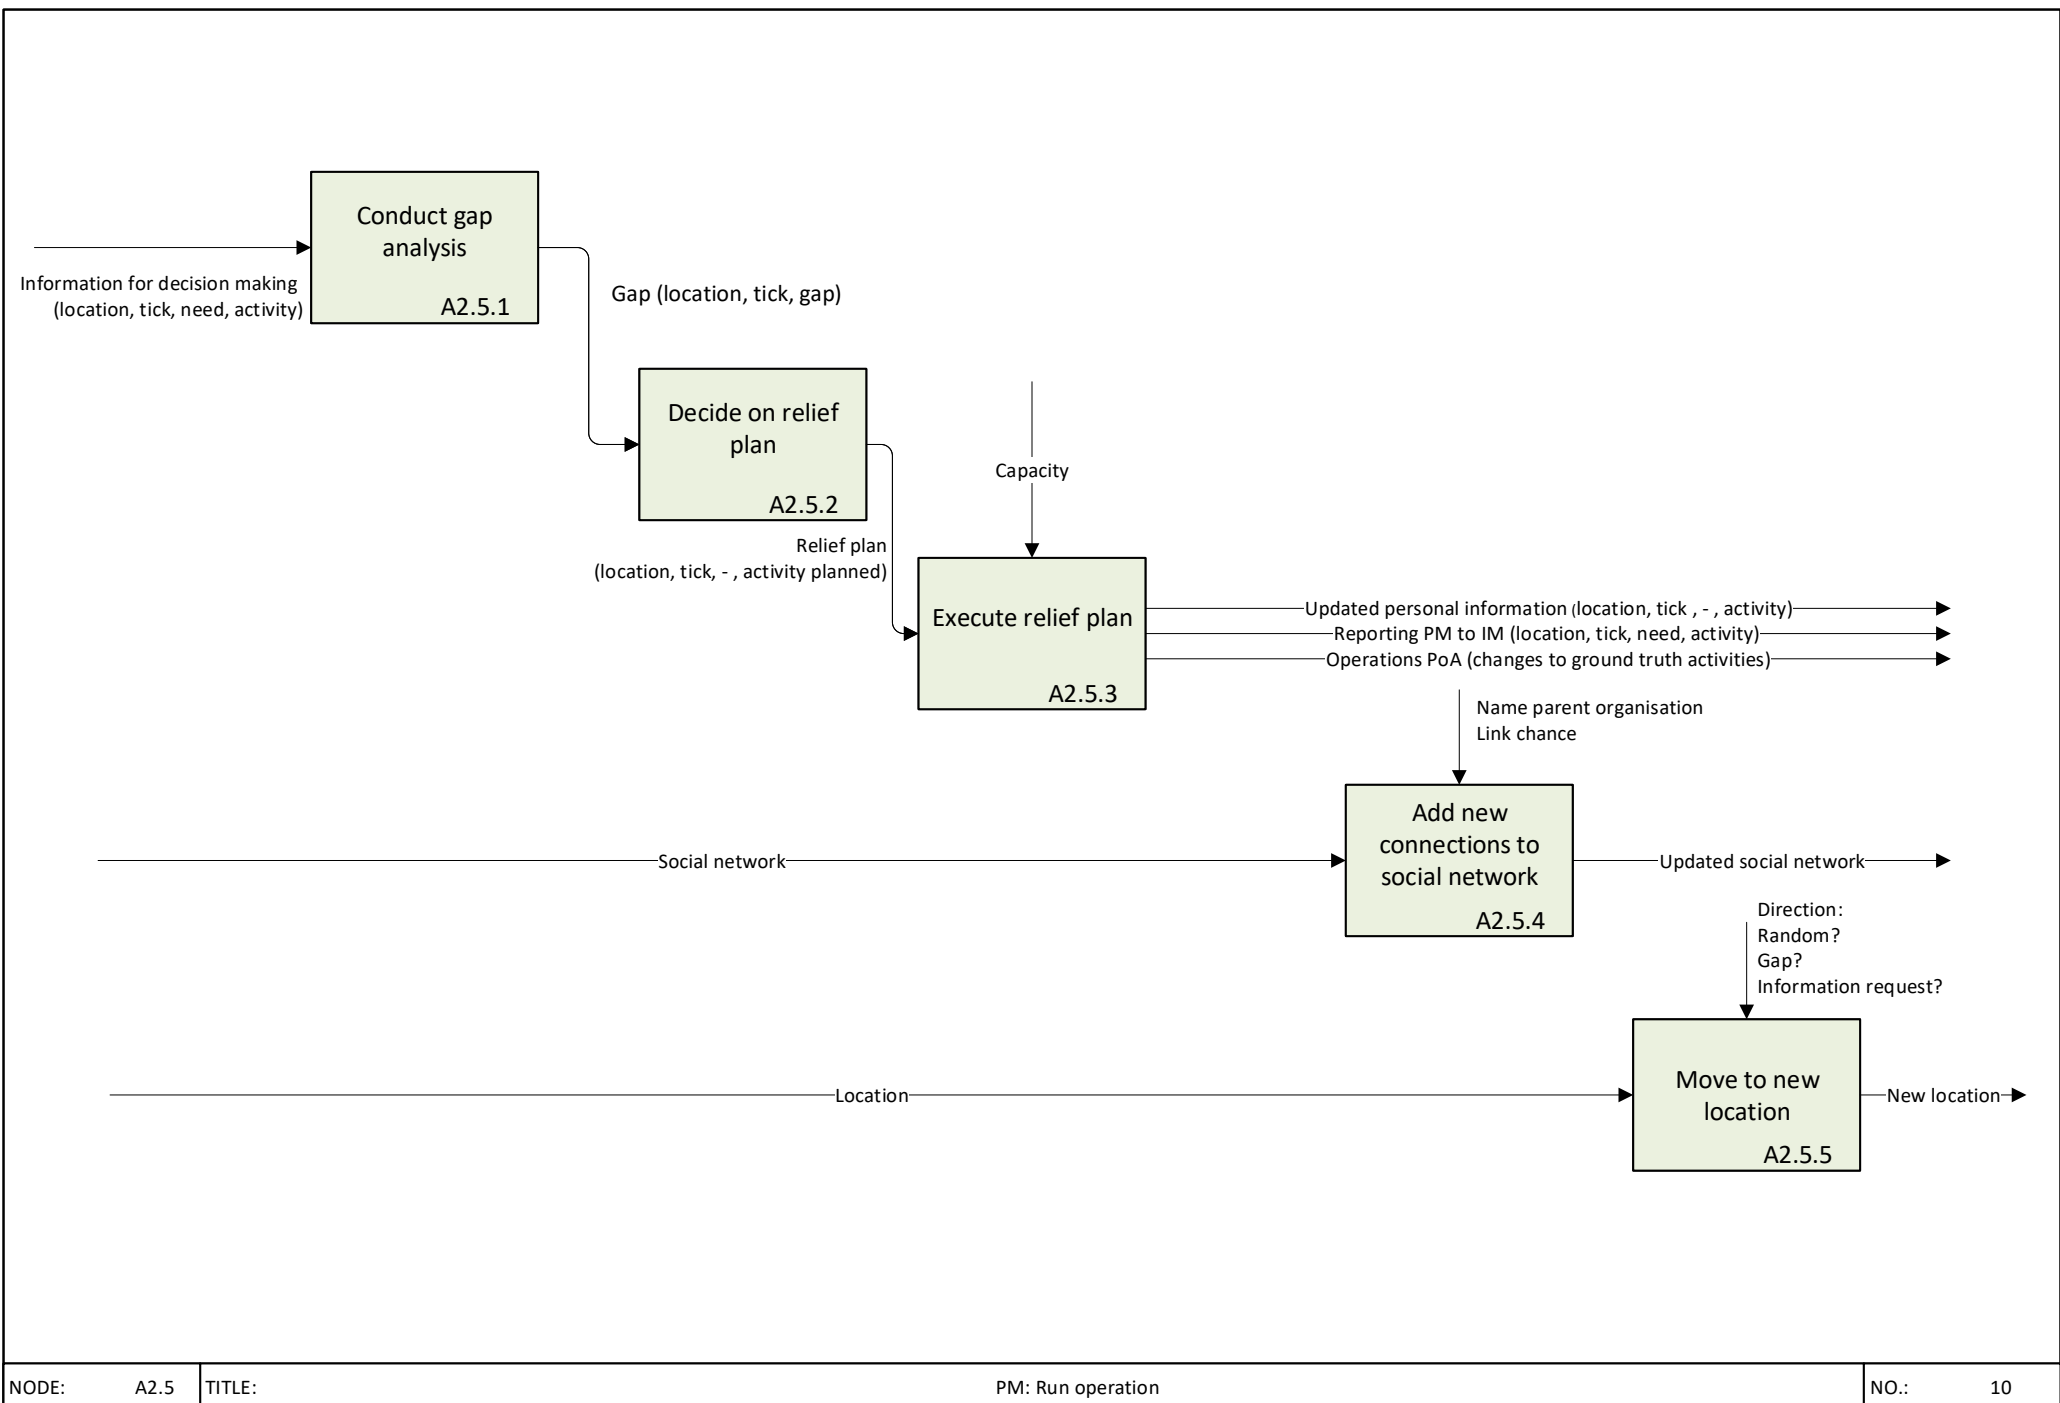 Conduct gap
analysis
A2.5.1
Information for decision making
(location, tick, need, activity)
Gap (location, tick, gap)
Decide on relief
plan
A2.5.2
Capacity
Relief plan
(location, tick, - , activity planned)
Execute relief plan
A2.5.3
Updated personal information (location, tick , - , activity)
Reporting PM to IM (location, tick, need, activity)
Operations PoA (changes to ground truth activities)
Name parent organisation
Link chance
Add new
connections to
social network
A2.5.4
Social network
Updated social network
Direction:
Random?
Gap?
Information request?
Location
Move to new
location
A2.5.5
New location
NODE: A2.5 TITLE: PM: Run operation NO.: 10